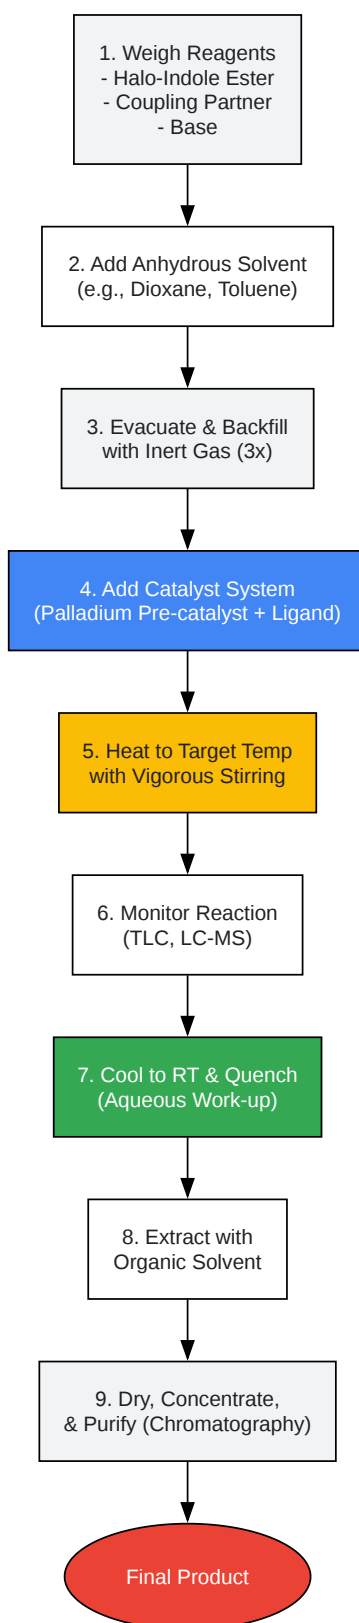 1. Weigh Reagents
- Halo-Indole Ester
- Coupling Partner
- Base
2. Add Anhydrous Solvent
(e.g., Dioxane, Toluene)
3. Evacuate & Backfill
with Inert Gas (3x)
4. Add Catalyst System
(Palladium Pre-catalyst + Ligand)
5. Heat to Target Temp
with Vigorous Stirring
6. Monitor Reaction
(TLC, LC-MS)
7. Cool to RT & Quench
(Aqueous Work-up)
8. Extract with
Organic Solvent
9. Dry, Concentrate,
& Purify (Chromatography)
Final Product